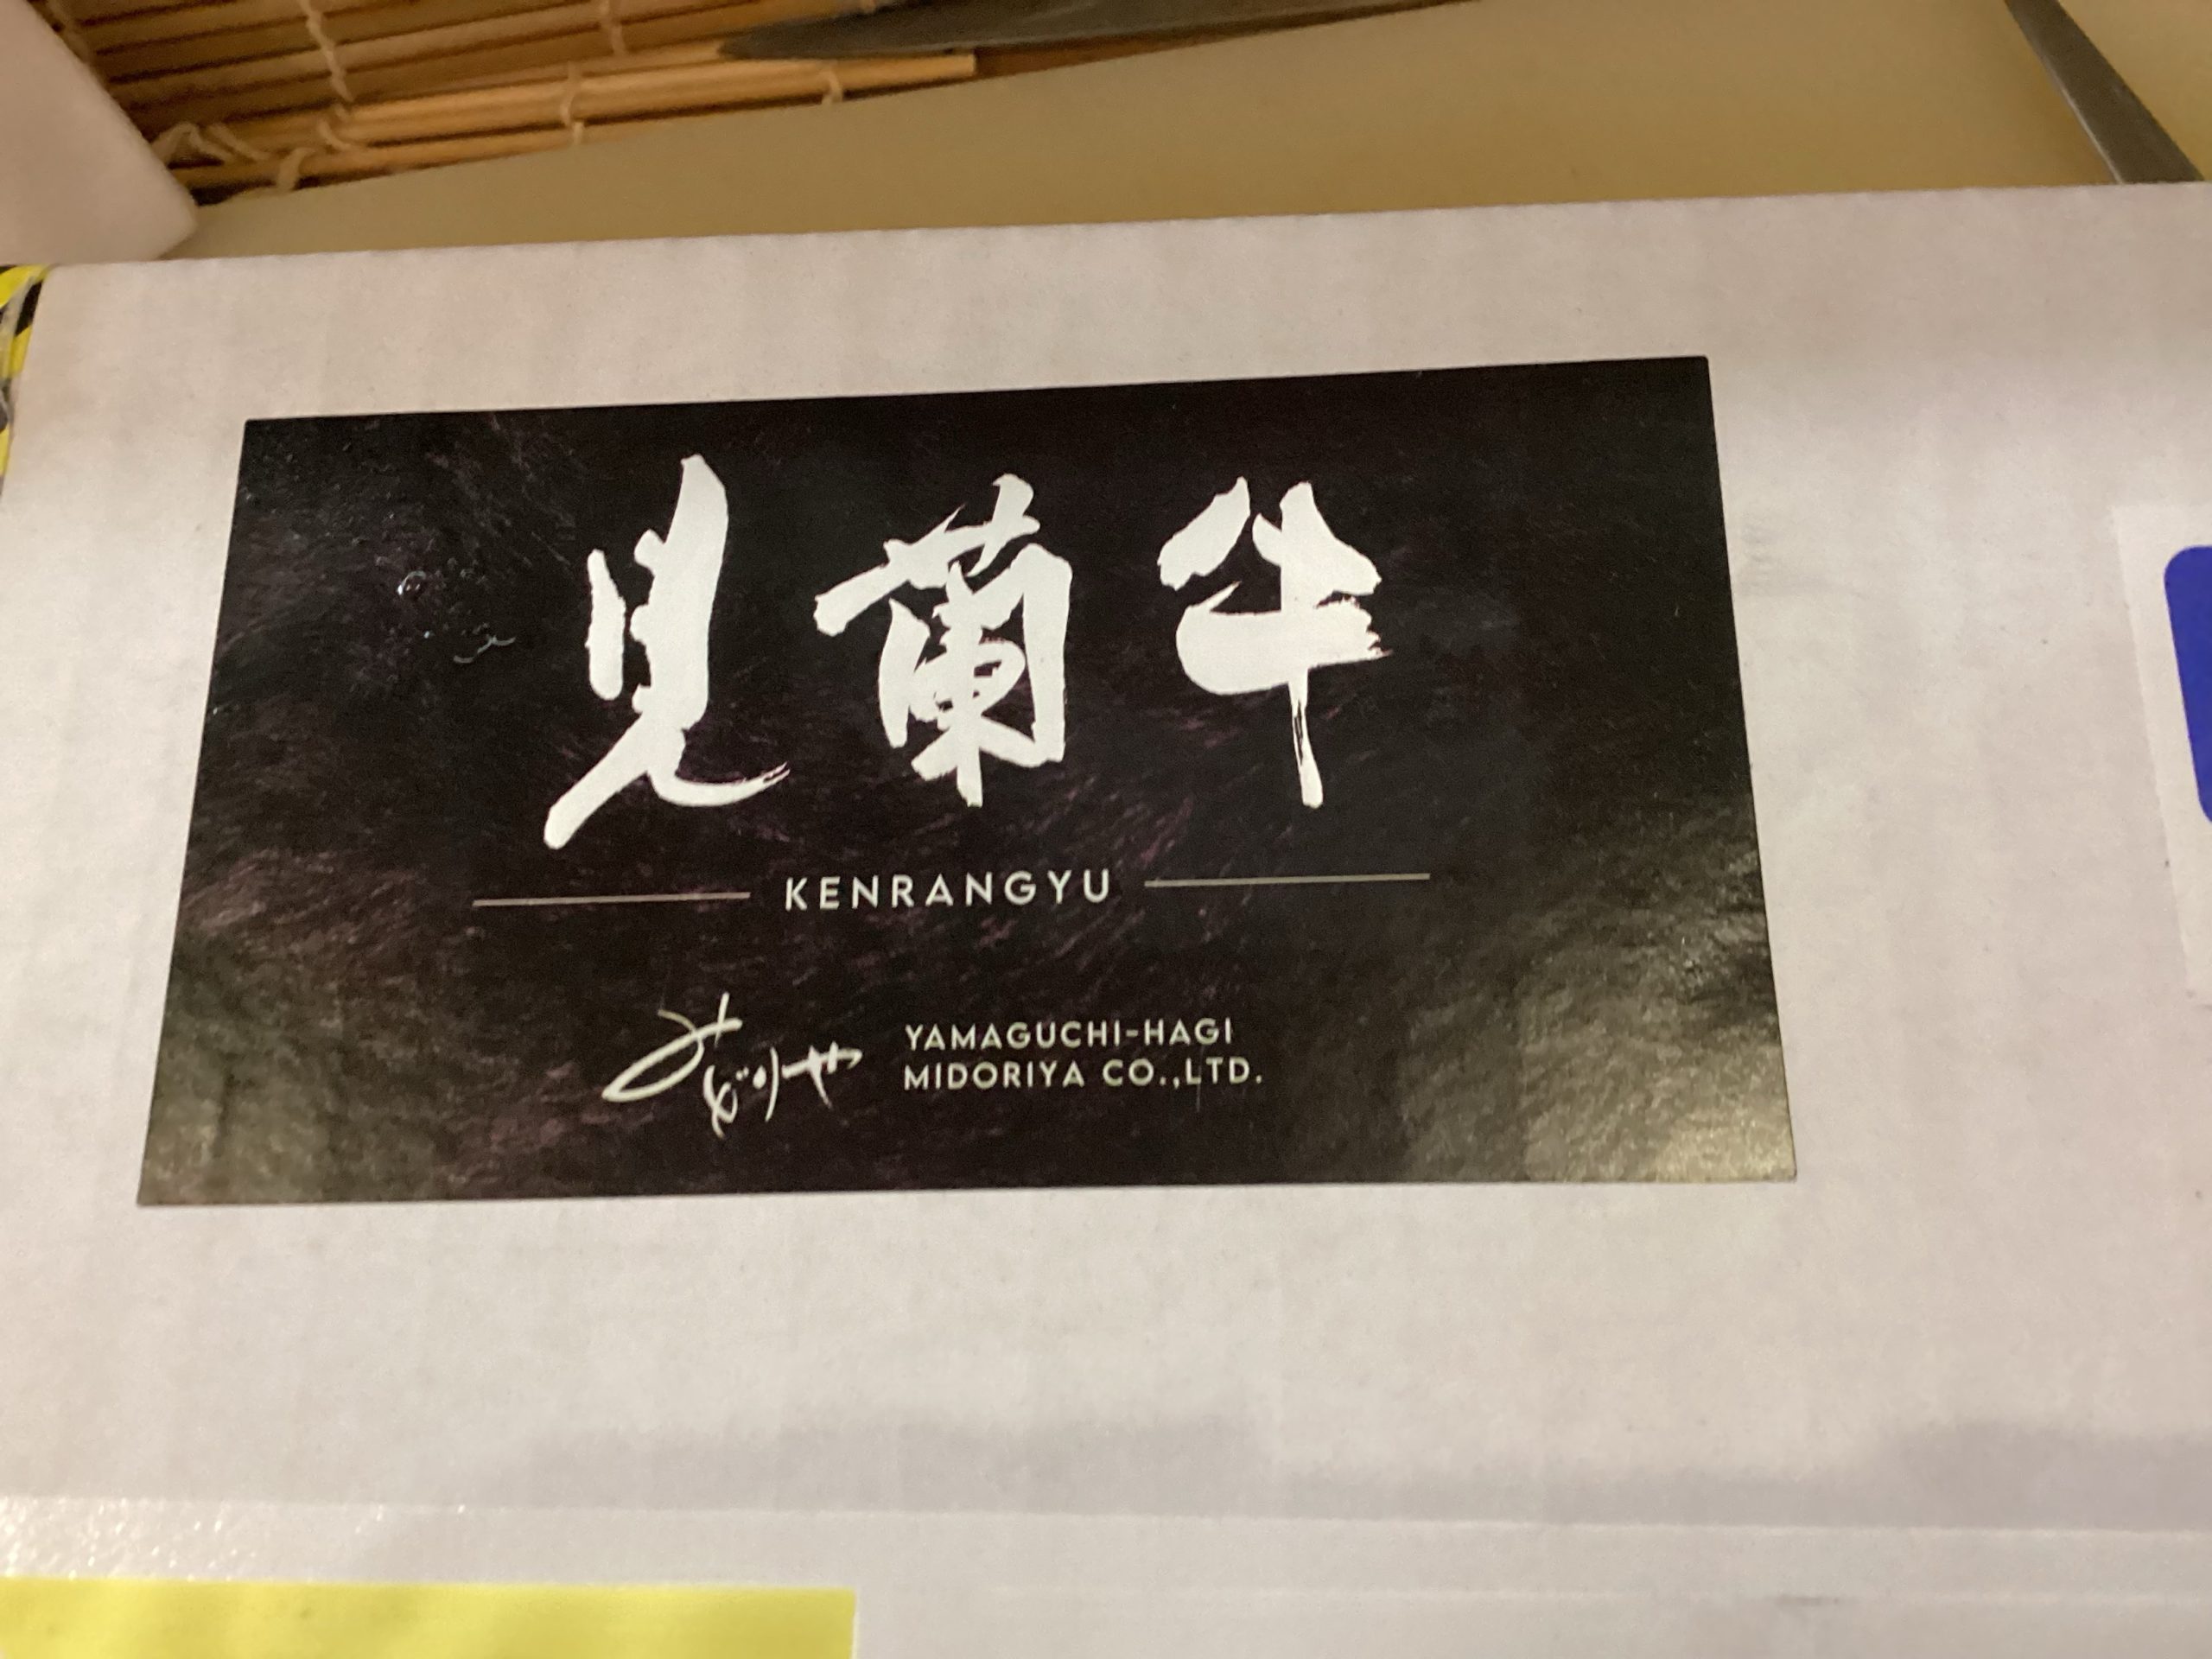 見蘭牛
KENRANGYU
みどりや
YAMAGUCHI-HAGI
MIDORIYA CO.,LTD.